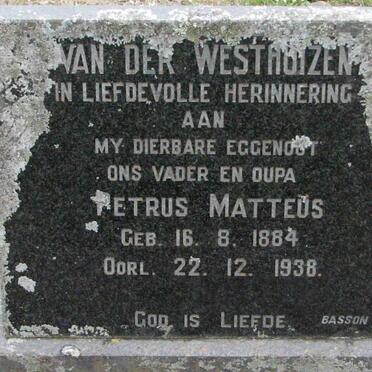 VAN DER WESTHUIZEN
IN LIEFDEVOLLE HERINNERING
AAN
MY DIERBARE EGGENOOT
ONS VADER EN OUPA
PETRUS MATTEUS
GEB. 16. 8. 1884
OORL. 22. 12. 1938.
GOD IS LIEFDE
BASSON